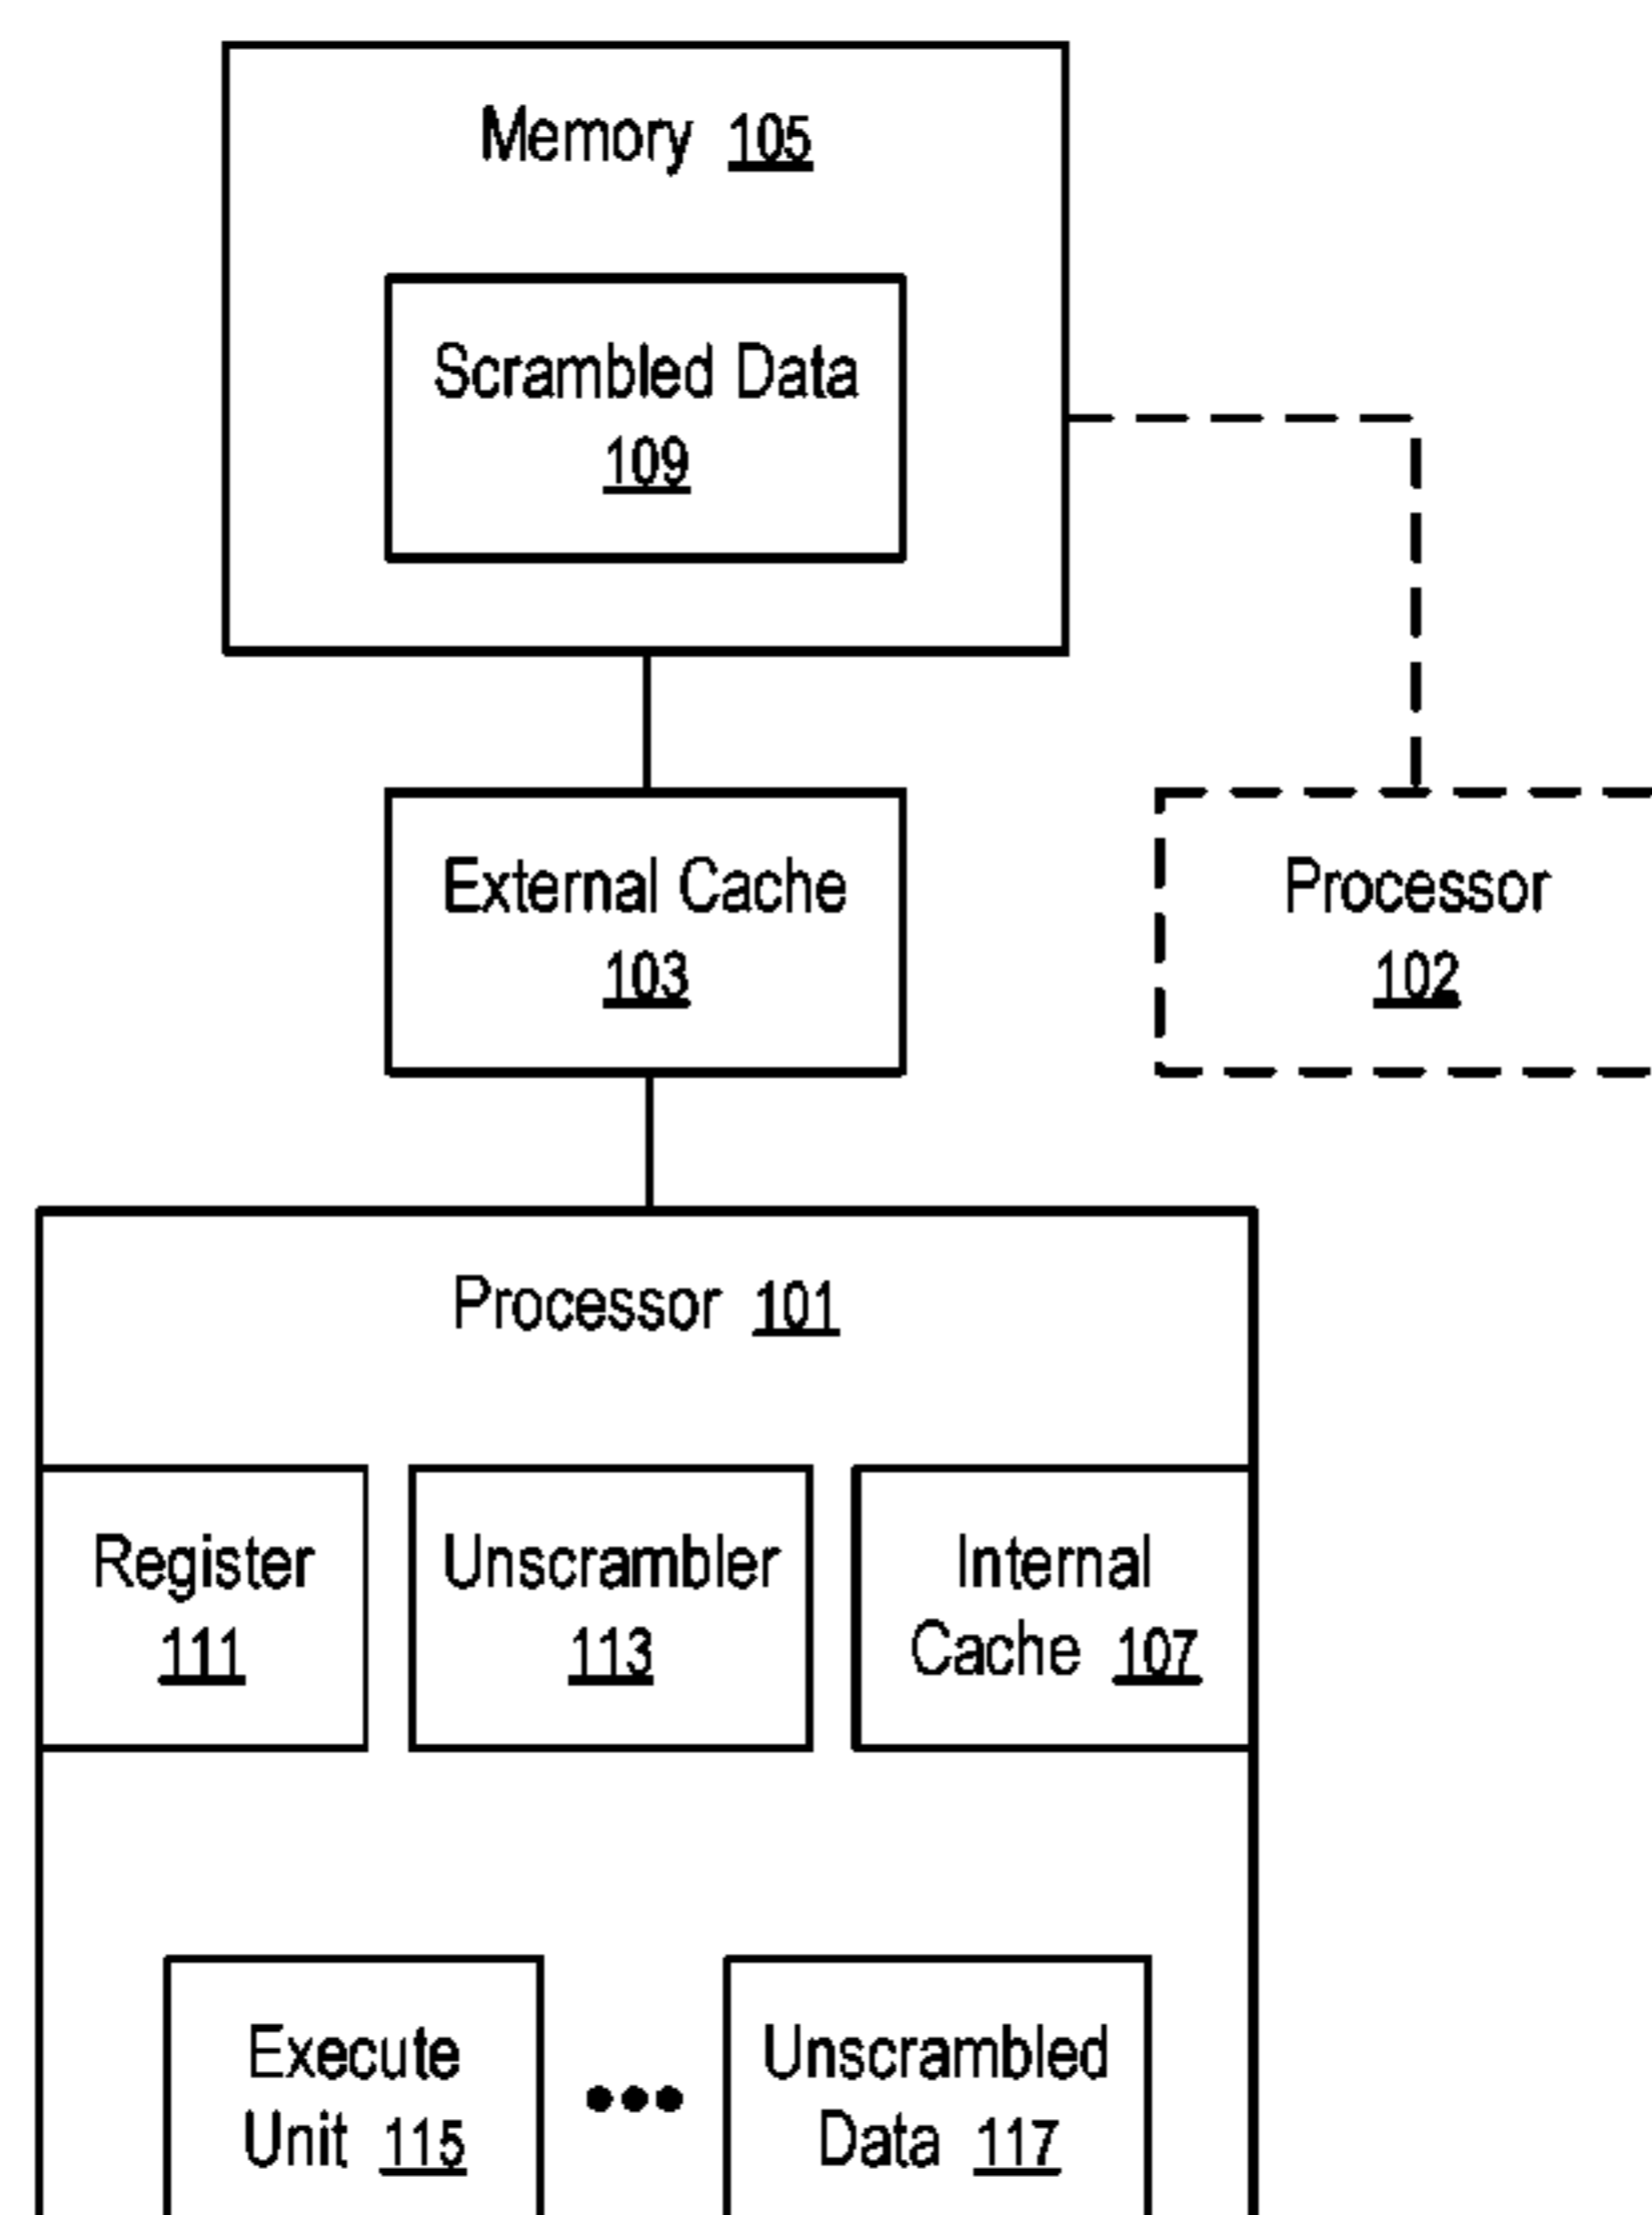 Memory 105
Scrambled Data
109
External Cache
103
Processor
102
Processor 101
Register
111
Unscrambler
113
Internal
Cache 107
Execute
Unit 115
Unscrambled
Data 117